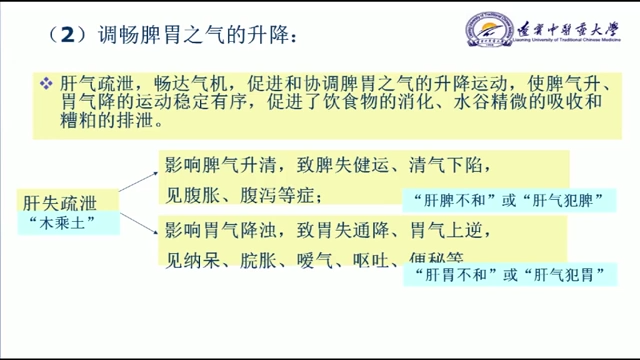 （2）调畅脾胃之气的升降：
辽宁中医药大学
Liaoning University of Traditional Chinese Medicine
肝气疏泄，畅达气机，促进和协调脾胃之气的升降运动，使脾气升、
胃气降的运动稳定有序，促进了饮食物的消化、水谷精微的吸收和
糟粕的排泄。
影响脾气升清，致脾失健运、清气下陷，
见腹胀、腹泻等症；
“肝脾不和”或“肝气犯脾”
肝失疏泄
“木乘土”
影响胃气降浊，致胃失通降、胃气上逆，
见纳呆、脘胀、嗳气、呕吐、便秘等
“肝胃不和”或“肝气犯胃”